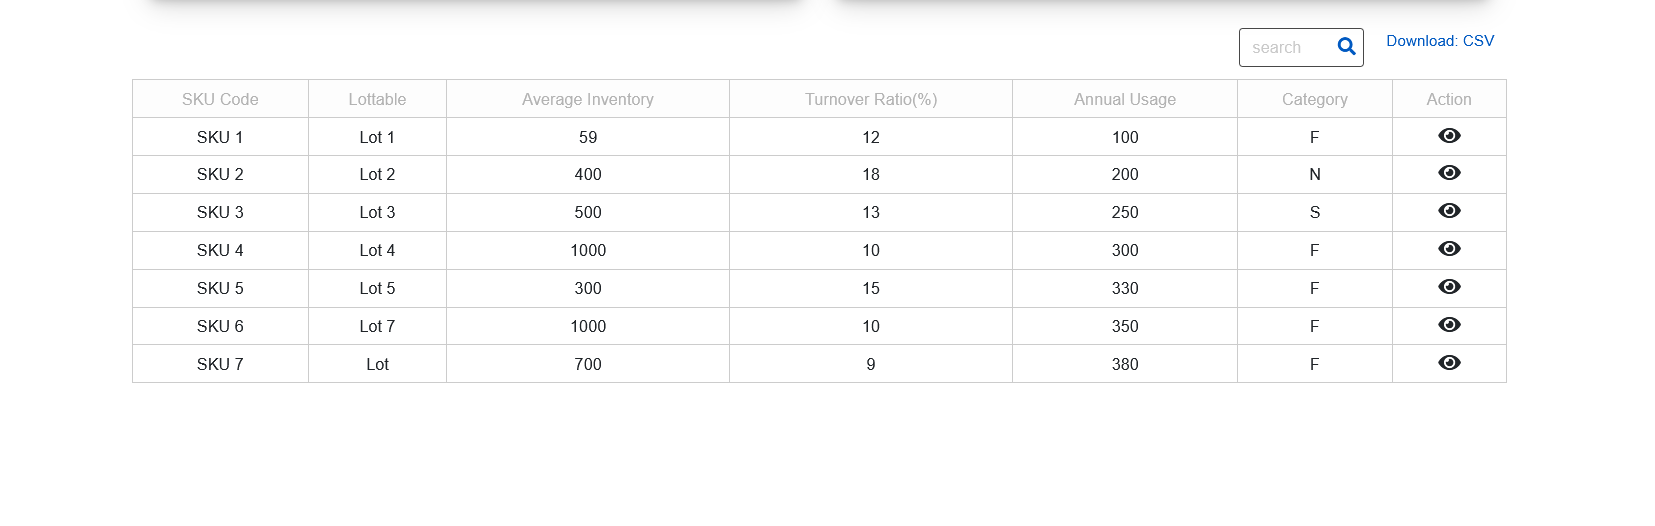 search Download: CSV
SKU Code Lottable Average Inventory Turnover Ratio(%) Annual Usage Category Action
SKU 1 Lot 1 59 12 100 F
SKU 2 Lot 2 400 18 200 N
SKU 3 Lot 3 500 13 250 S
SKU 4 Lot 4 1000 10 300 F
SKU 5 Lot 5 300 15 330 F
SKU 6 Lot 7 1000 10 350 F
SKU 7 Lot 700 9 380 F